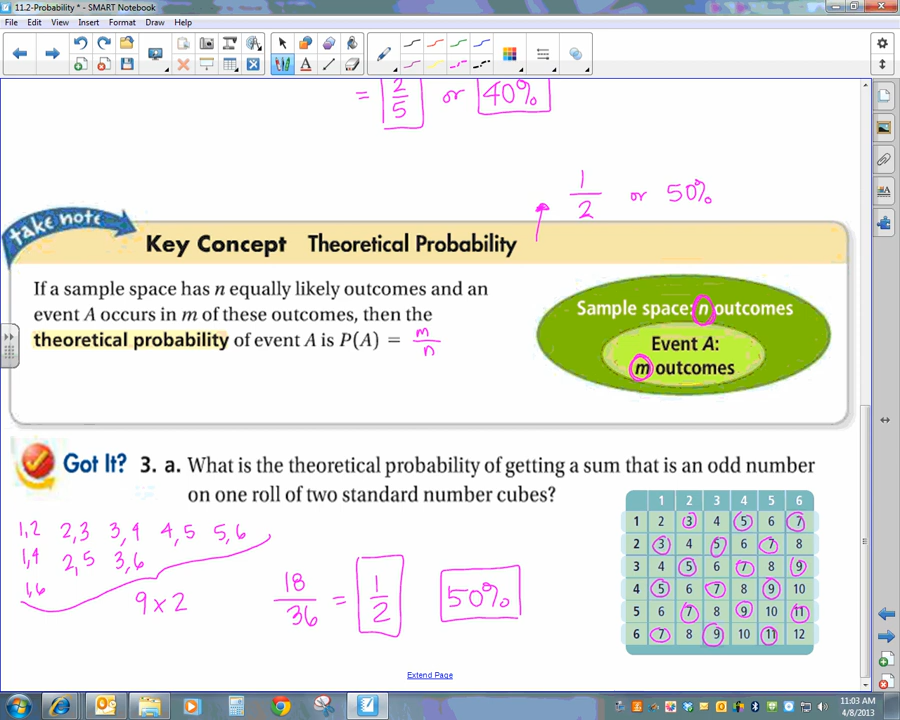 11.2-Probability * - SMART Notebook
File Edit View Insert Format Draw Help
= 2/5 or 40%
1/2 or 50%
take note
Key Concept Theoretical Probability
If a sample space has n equally likely outcomes and an
event A occurs in m of these outcomes, then the
theoretical probability of event A is P(A) = m/n
Sample space: n outcomes
Event A:
m outcomes
Got It? 3. a. What is the theoretical probability of getting a sum that is an odd number
on one roll of two standard number cubes?
1,2 2,3 3,4 4,5 5,6
1,4 2,5 3,6
1,6
9 x 2
18/36 = 1/2 50%
1 2 3 4 5 6
1 2 3 4 5 6 7
2 3 4 5 6 7 8
3 4 5 6 7 8 9
4 5 6 7 8 9 10
5 6 7 8 9 10 11
6 7 8 9 10 11 12
Extend Page
11:03 AM
4/8/2013